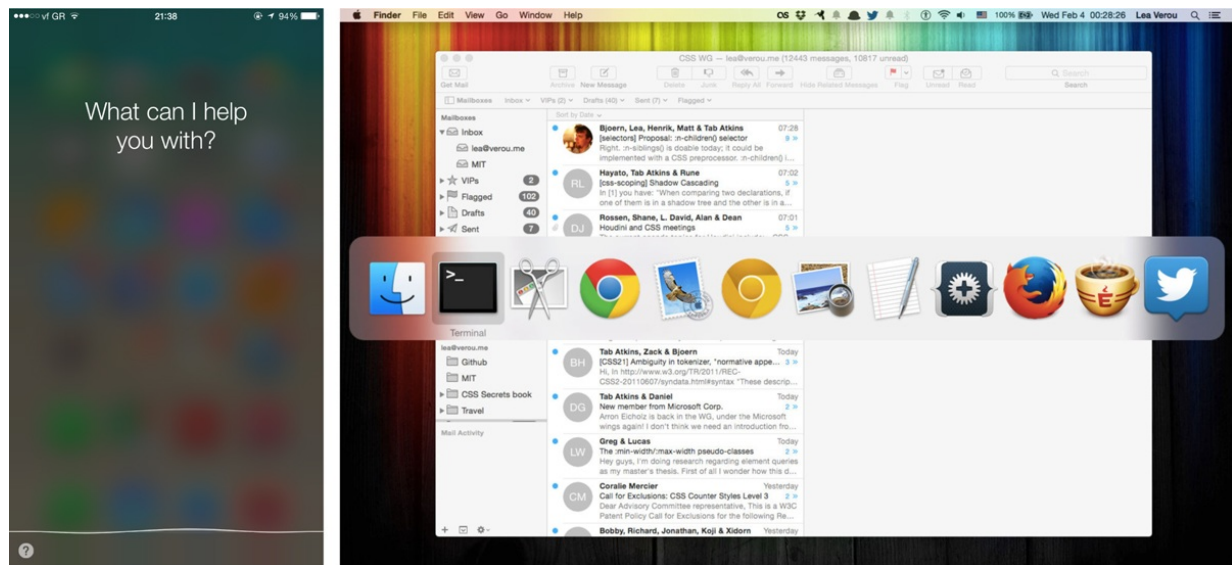 vf GR 21:38 94%
What can I help
you with?
?
Finder File Edit View Go Window Help 100% Wed Feb 4 00:28:26 Lea Verou
CSS WG — lea@verou.me (12443 messages, 10817 unread)
Get Mail Archive New Message Delete Junk Reply All Forward Hide Related Messages Flag Unread Read Search
Search
Mailboxes Inbox VIPs (2) Drafts (40) Sent (7) Flagged
Mailboxes
Inbox
lea@verou.me
MIT
VIPs 2
Flagged 102
Drafts 40
Sent 7
Sort by Date
Bjoern, Lea, Henrik, Matt & Tab Atkins 07:28
[selectors] Proposal: :n-children() selector 9 »
Right. :n-siblings() is doable today; it could be
implemented with a CSS preprocessor. :n-children() i...
RL
Hayato, Tab Atkins & Rune 07:02
[css-scoping] Shadow Cascading 5 »
In [1] you have: "When comparing two declarations, if
one of them is in a shadow tree and the other is in a...
DJ
Rossen, Shane, L. David, Alan & Dean 07:01
Houdini and CSS meetings 5 »
>_
Terminal
E
lea@verou.me
Github
MIT
CSS Secrets book
Travel
Mail Activity
BH
Tab Atkins, Zack & Bjoern Today
[CSS21] Ambiguity in tokenizer, "normative appe... 3 »
Hi, In http://www.w3.org/TR/2011/REC-
CSS2-20110607/syndata.html#syntax "These descrip...
DG
Tab Atkins & Daniel Today
New member from Microsoft Corp. 2 »
Arron Eicholz is back in the WG, under the Microsoft
wings again! I don't think we need an introduction fro...
LW
Greg & Lucas Today
The :min-width/:max-width pseudo-classes 2 »
Hey guys, I'm doing research regarding element queries
as my master's thesis. First of all I wonder how this d...
CM
Coralie Mercier Yesterday
Call for Exclusions: CSS Counter Styles Level 3 2 »
Dear Advisory Committee representative, This is a W3C
Patent Policy Call for Exclusions for the following Re...
Bobby, Richard, Jonathan, Koji & Xidorn Yesterday